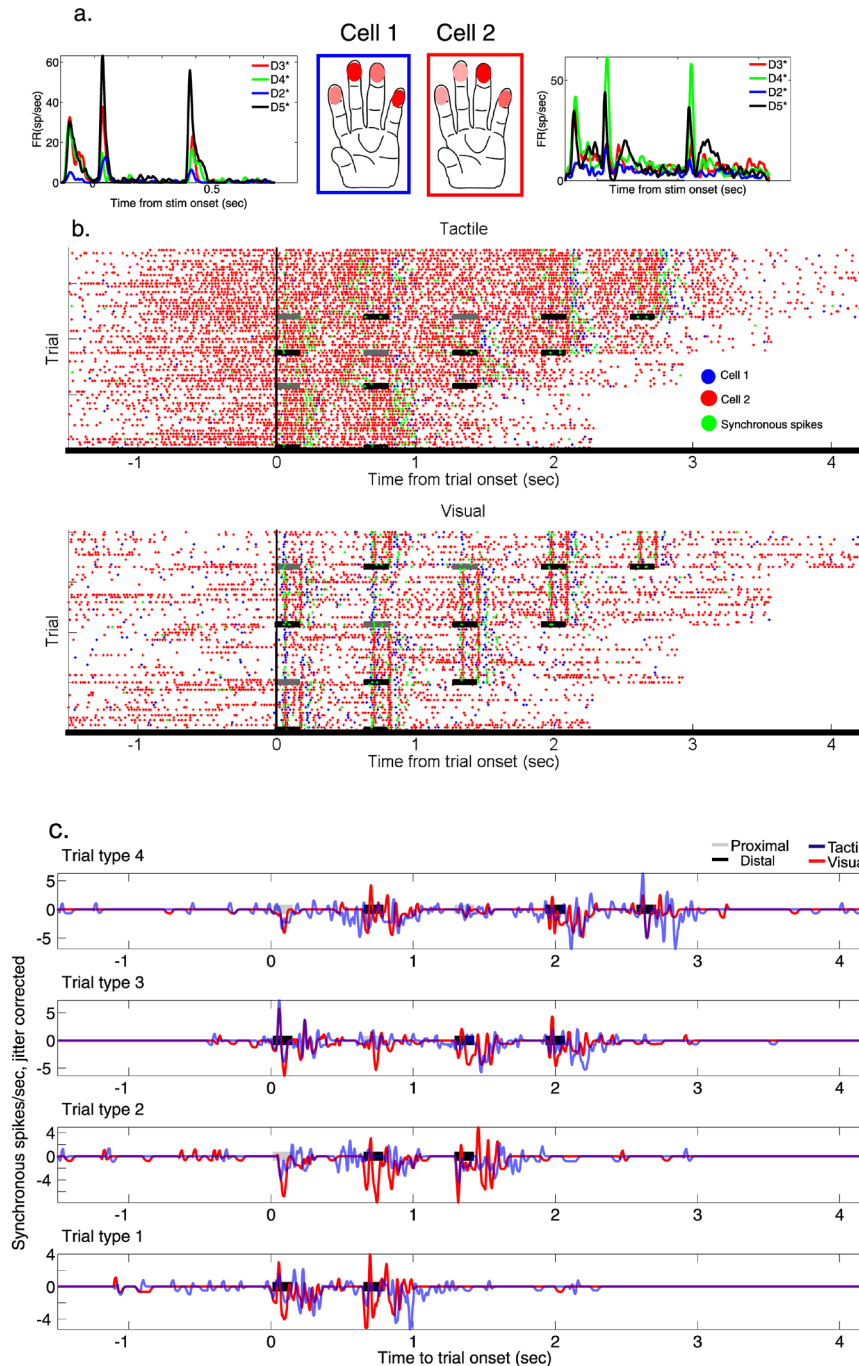 a.
Cell 1
Cell 2
FR(sp/sec)
60
40
20
0
0
0.5
Time from stim onset (sec)
D3*
D4*
D2*
D5*
50
0
FR(sp/sec)
Time from stim onset (sec)
D3*
D4*
D2*
D5*
b.
Tactile
Trial
Cell 1
Cell 2
Synchronous spikes
-1 0 1 2 3 4
Time from trial onset (sec)
Visual
Trial
-1 0 1 2 3 4
Time from trial onset (sec)
c.
Proximal
Distal
Tacti
Visua
Synchronous spikes/sec, jitter corrected
Trial type 4
5
0
-5
-1 0 1 2 3
Trial type 3
5
0
-5
-1 0 1 2 3
Trial type 2
4
0
-4
-1 0 1 2 3
Trial type 1
4
0
-4
-1 0 1 2 3
Time to trial onset (sec)